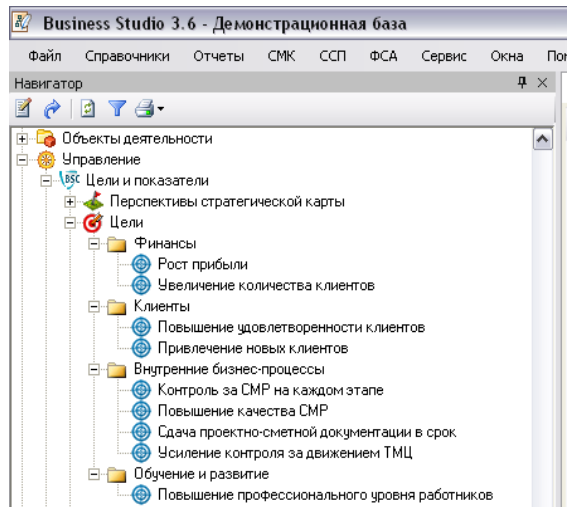 Business Studio 3.6 - Демонстрационная база
Файл Справочники Отчеты СМК ССП ФСА Сервис Окна
Навигатор
Объекты деятельности
Управление
BSC Цели и показатели
Перспективы стратегической карты
Цели
Финансы
Рост прибыли
Увеличение количества клиентов
Клиенты
Повышение удовлетворенности клиентов
Привлечение новых клиентов
Внутренние бизнес-процессы
Контроль за СМР на каждом этапе
Повышение качества СМР
Сдача проектно-сметной документации в срок
Усиление контроля за движением ТМЦ
Обучение и развитие
Повышение профессионального уровня работников